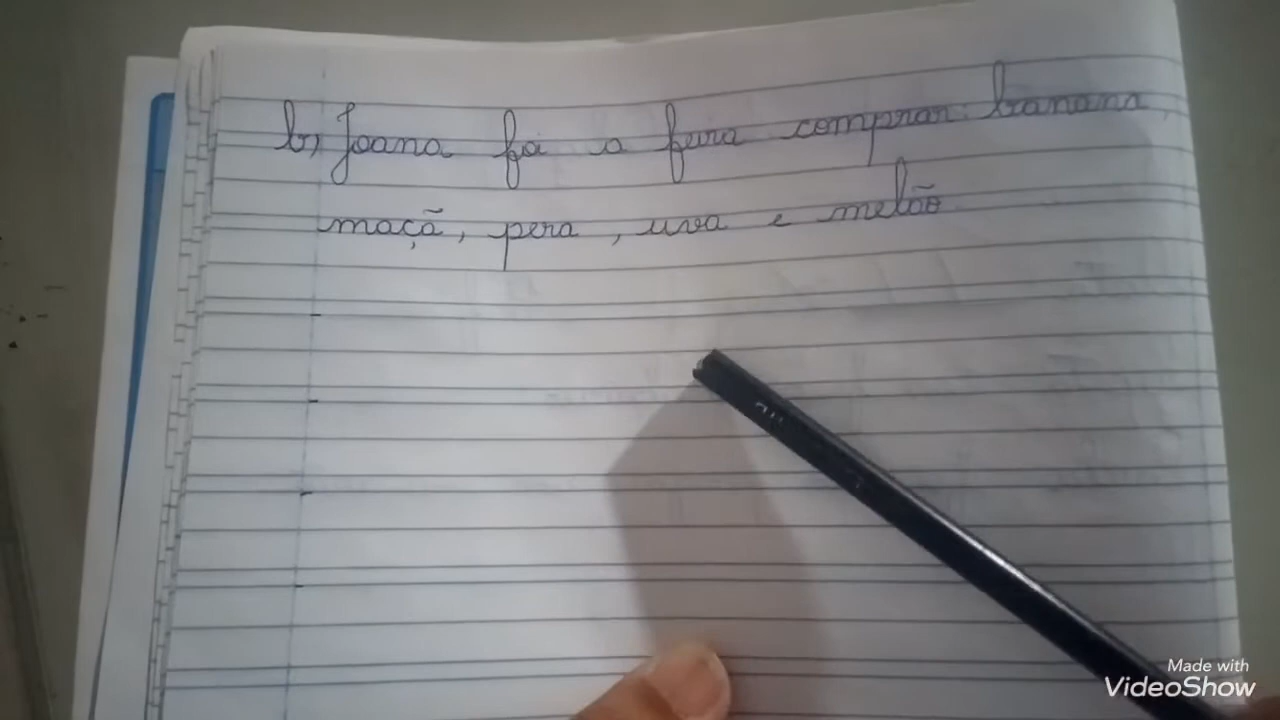 b) Joana foi a feira comprar: banana,
maçã, pera, uva e melão
Made with
VideoShow